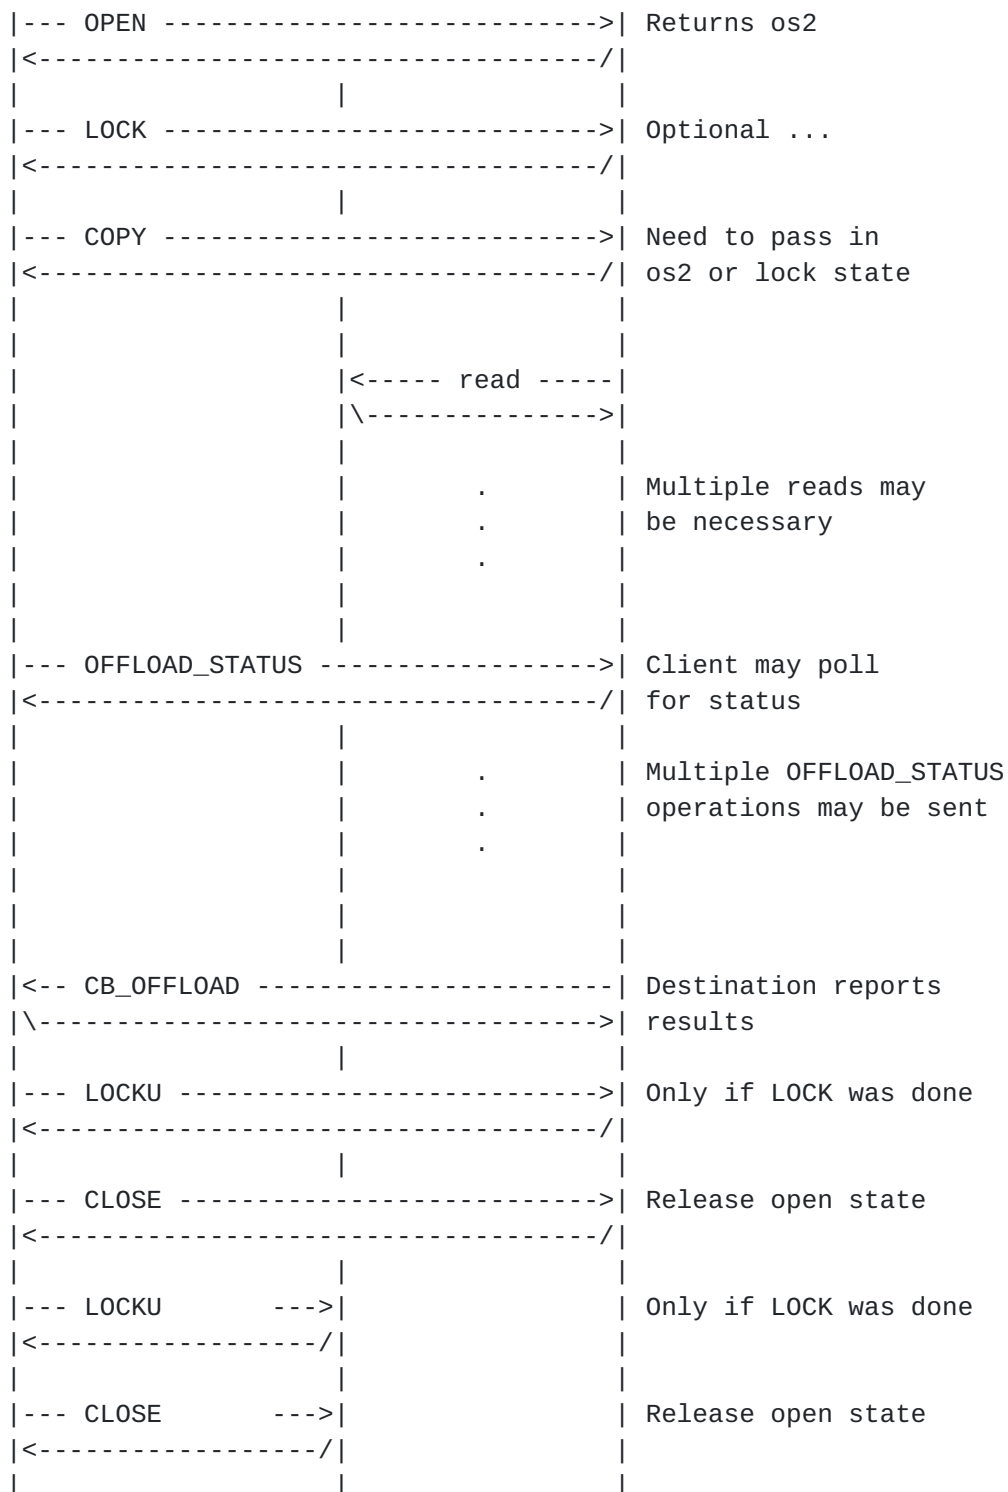 |--- OPEN ---------------------------->| Returns os2
|<------------------------------------/|
|                    |                 |
|--- LOCK ---------------------------->| Optional ...
|<------------------------------------/|
|                    |                 |
|--- COPY ---------------------------->| Need to pass in
|<------------------------------------/| os2 or lock state
|                    |                 |
|                    |                 |
|                    |<----- read -----|
|                    |\--------------->|
|                    |                 |
|                    |        .        | Multiple reads may
|                    |        .        | be necessary
|                    |        .        |
|                    |                 |
|                    |                 |
|--- OFFLOAD_STATUS ------------------>| Client may poll
|<------------------------------------/| for status
|                    |                 |
|                    |        .        | Multiple OFFLOAD_STATUS
|                    |        .        | operations may be sent
|                    |        .        |
|                    |                 |
|                    |                 |
|                    |                 |
|<-- CB_OFFLOAD -----------------------| Destination reports
|\------------------------------------>| results
|                    |                 |
|--- LOCKU --------------------------->| Only if LOCK was done
|<------------------------------------/|
|                    |                 |
|--- CLOSE --------------------------->| Release open state
|<------------------------------------/|
|                    |                 |
|--- LOCKU       --->|                 | Only if LOCK was done
|<------------------/|                 |
|                    |                 |
|--- CLOSE       --->|                 | Release open state
|<------------------/|                 |
|                    |                 |